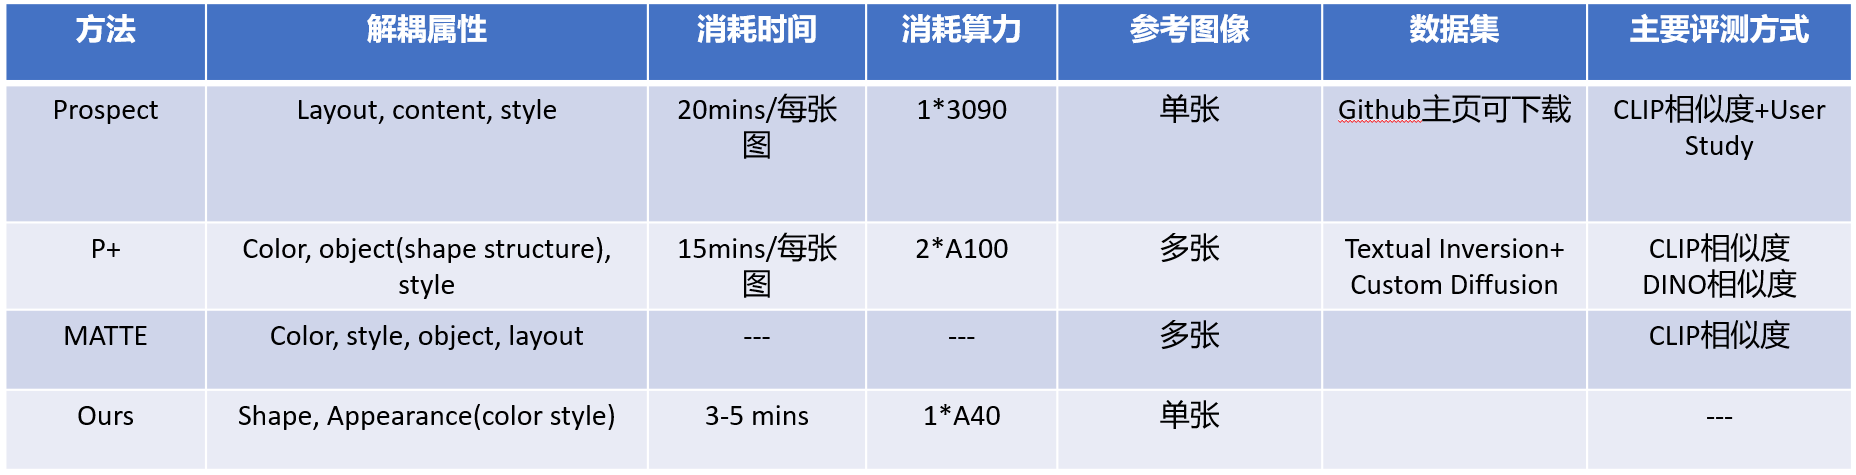 方法 解耦属性 消耗时间 消耗算力 参考图像 数据集 主要评测方式
Prospect Layout, content, style 20mins/每张 1*3090 单张 Github主页可下载 CLIP相似度+User
图 Study
P+ Color, object(shape structure), 15mins/每张 2*A100 多张 Textual Inversion+ CLIP相似度
style 图 Custom Diffusion DINO相似度
MATTE Color, style, object, layout --- --- 多张 CLIP相似度
Ours Shape, Appearance(color style) 3-5 mins 1*A40 单张 ---